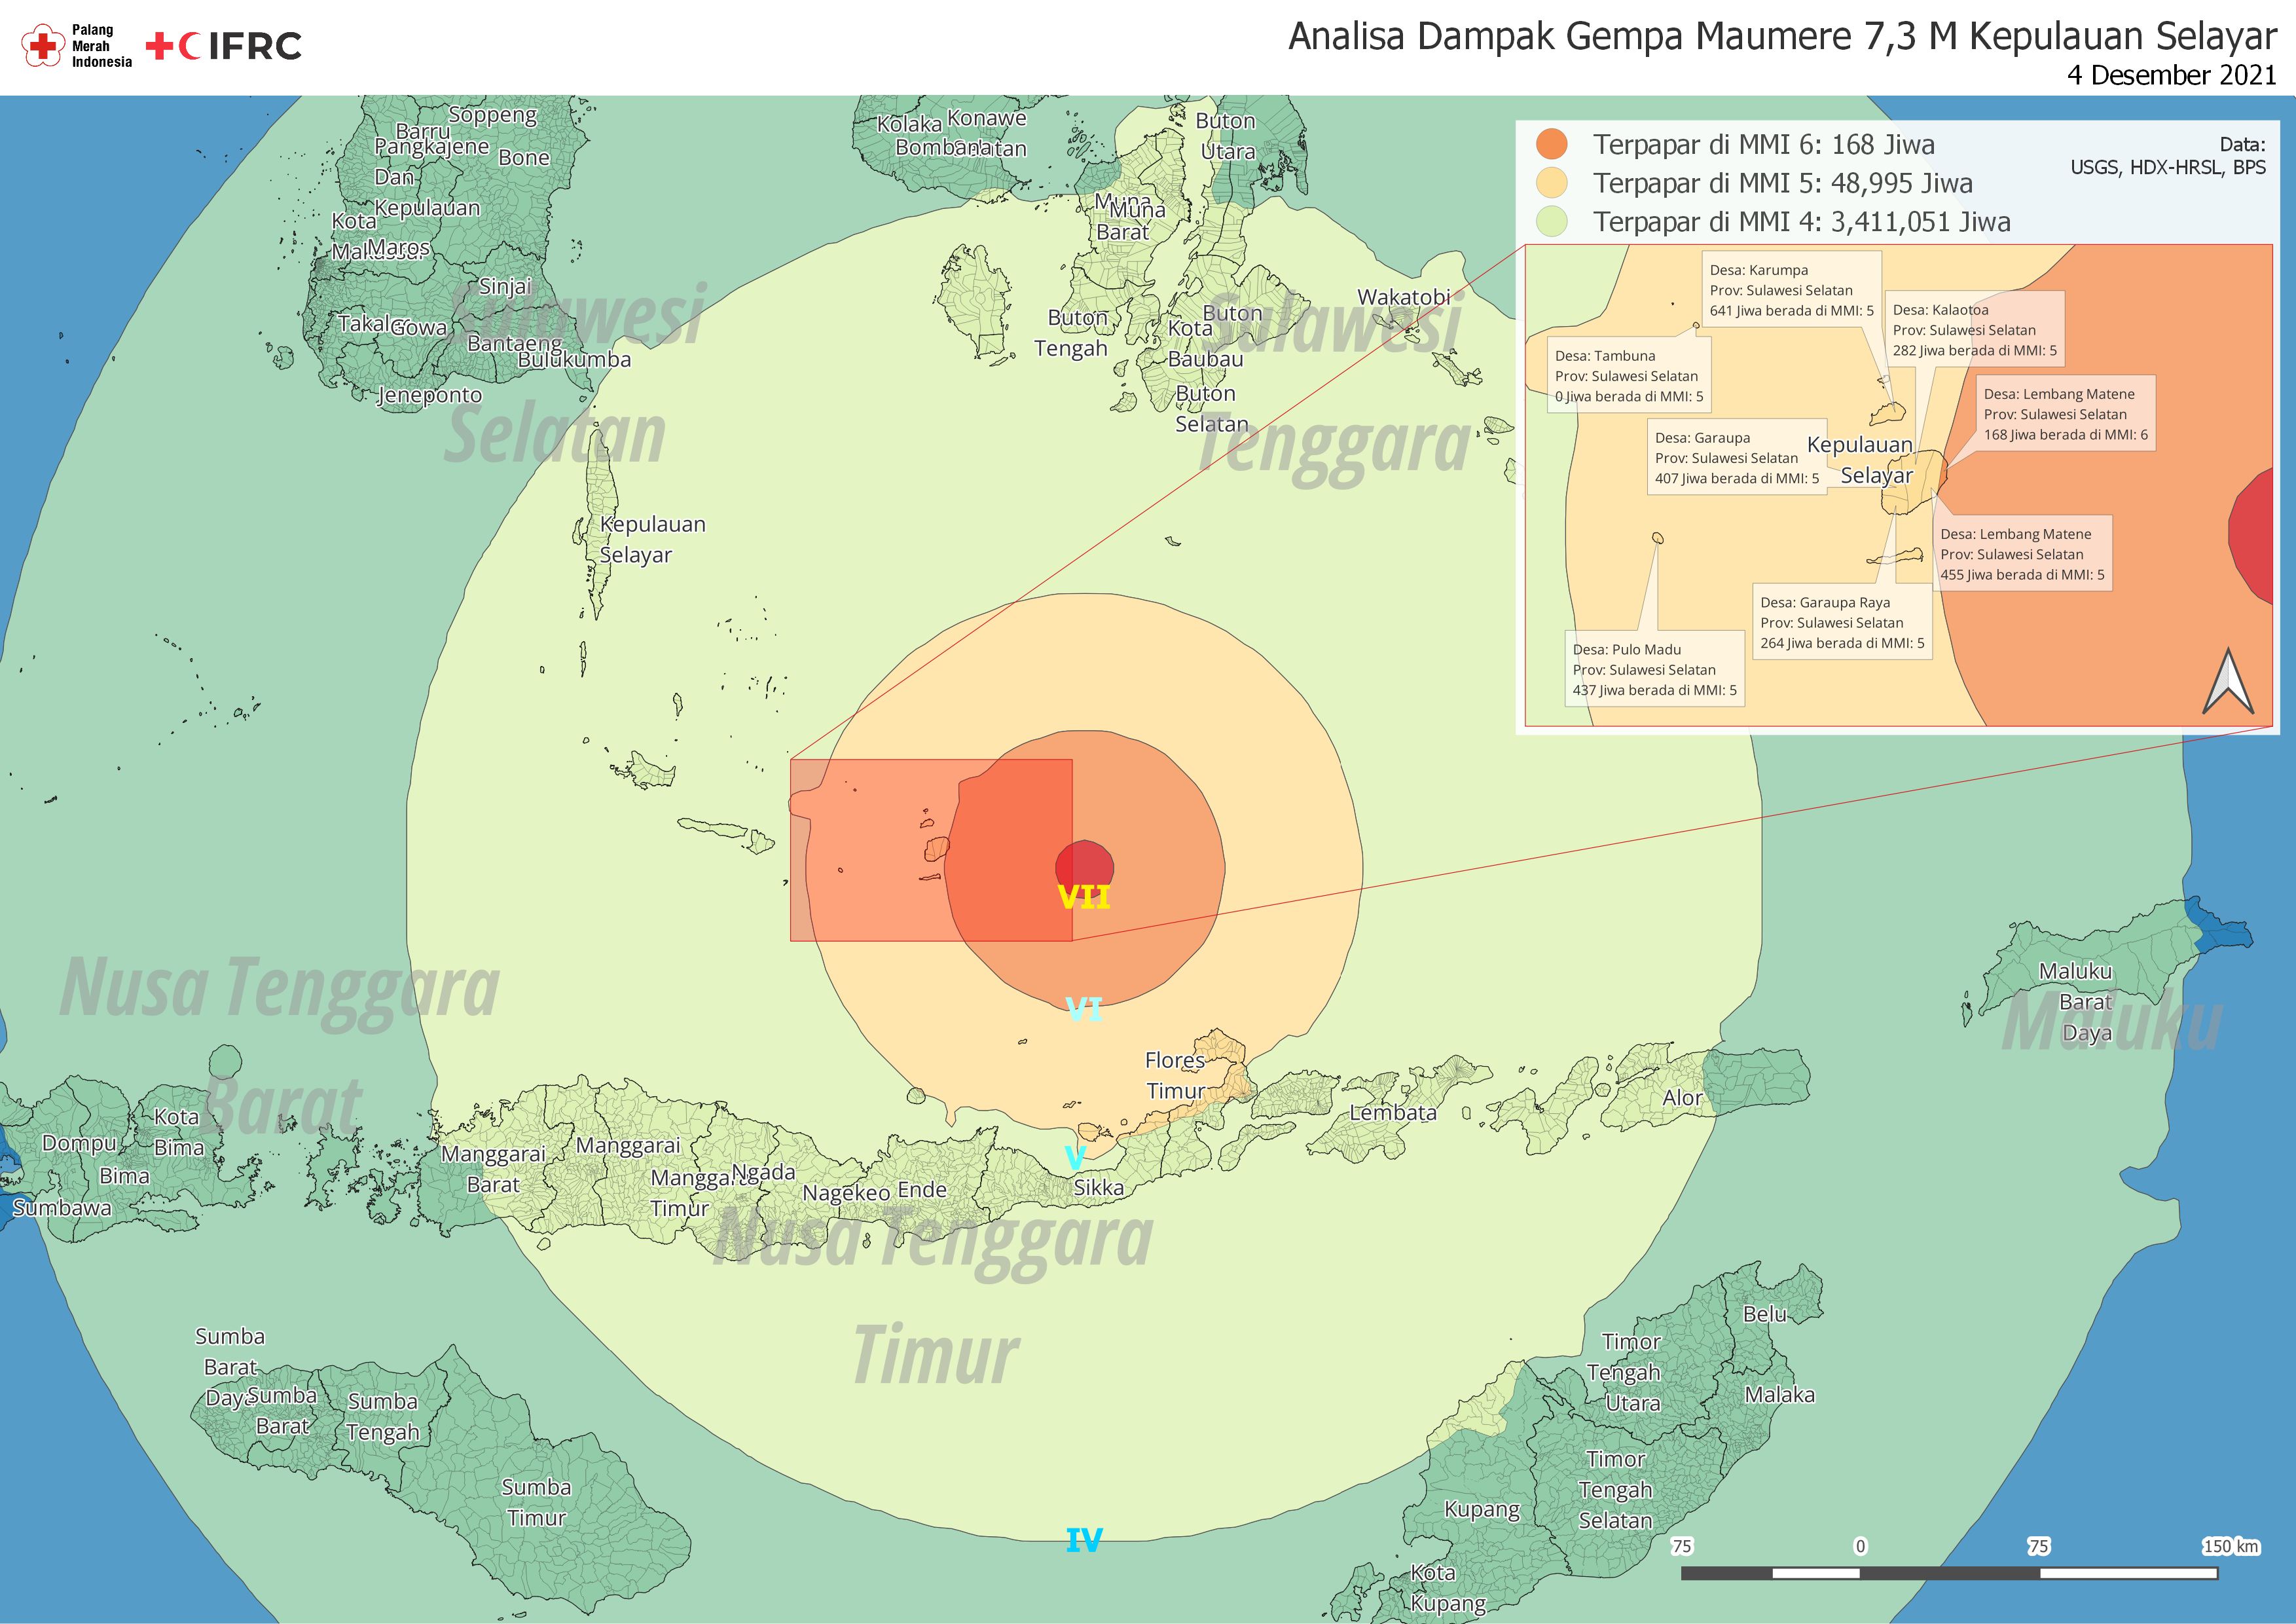 Palang
Merah
Indonesia
IFRC
Analisa Dampak Gempa Maumere 7,3 M Kepulauan Selayar
4 Desember 2021
Terpapar di MMI 6: 168 Jiwa
Terpapar di MMI 5: 48,995 Jiwa
Terpapar di MMI 4: 3,411,051 Jiwa
Data:
USGS, HDX-HRSL, BPS
Desa: Karumpa
Prov: Sulawesi Selatan
641 Jiwa berada di MMI: 5
Desa: Kalaotoa
Prov: Sulawesi Selatan
282 Jiwa berada di MMI: 5
Desa: Tambuna
Prov: Sulawesi Selatan
0 Jiwa berada di MMI: 5
Desa: Lembang Matene
Prov: Sulawesi Selatan
168 Jiwa berada di MMI: 6
Desa: Garaupa
Prov: Sulawesi Selatan
407 Jiwa berada di MMI: 5
Kepulauan
Selayar
Desa: Lembang Matene
Prov: Sulawesi Selatan
455 Jiwa berada di MMI: 5
Desa: Garaupa Raya
Prov: Sulawesi Selatan
264 Jiwa berada di MMI: 5
Desa: Pulo Madu
Prov: Sulawesi Selatan
437 Jiwa berada di MMI: 5
Soppeng
Barru
Pangkajene
Dan
Kepulauan
Bone
Kota
Maros
Sinjai
Gowa
Bantaeng
Bulukumba
Jeneponto
Sulawesi
Selatan
Kepulauan
Selayar
Kolaka
Konawe
Bombana
Buton
Utara
Muna
Muna
Barat
Buton
Tengah
Buton
Kota
Baubau
Buton
Selatan
Wakatobi
Sulawesi
Tenggara
VII
VI
V
IV
Nusa Tenggara
Barat
Dompu
Kota
Bima
Bima
Sumbawa
Manggarai
Barat
Manggarai
Timur
Ngada
Nagekeo
Ende
Sikka
Flores
Timur
Lembata
Alor
Nusa Tenggara
Timur
Maluku
Barat
Daya
Maluku
Sumba
Barat
Sumba
Barat
Sumba
Tengah
Sumba
Timur
Belu
Timor
Tengah
Utara
Malaka
Timor
Tengah
Selatan
Kupang
Kota
Kupang
75 0 75 150 km